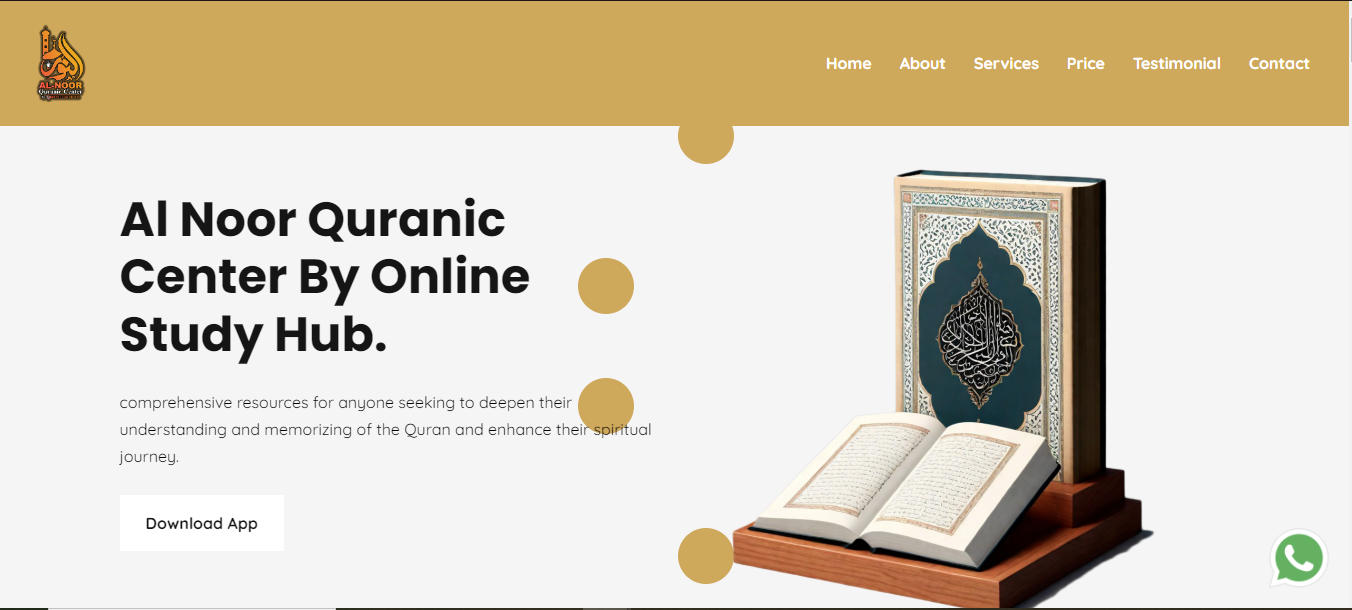 AL-NOOR
Quranic Center
Home About Services Price Testimonial Contact
Al Noor Quranic
Center By Online
Study Hub.
comprehensive resources for anyone seeking to deepen their
understanding and memorizing of the Quran and enhance their spiritual
journey.
Download App